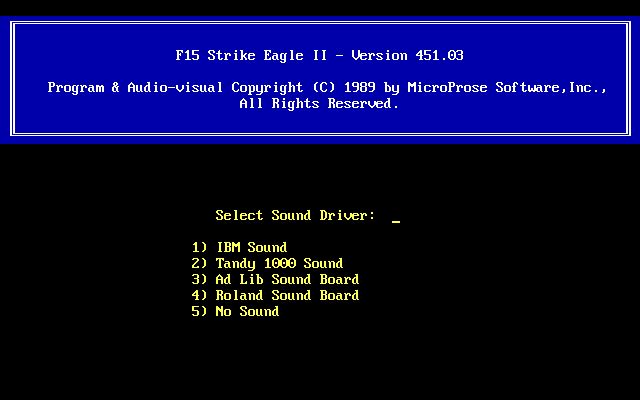 F15 Strike Eagle II - Version 451.03
Program & Audio-visual Copyright (C) 1989 by MicroProse Software,Inc.,
All Rights Reserved.
Select Sound Driver: _
1) IBM Sound
2) Tandy 1000 Sound
3) Ad Lib Sound Board
4) Roland Sound Board
5) No Sound